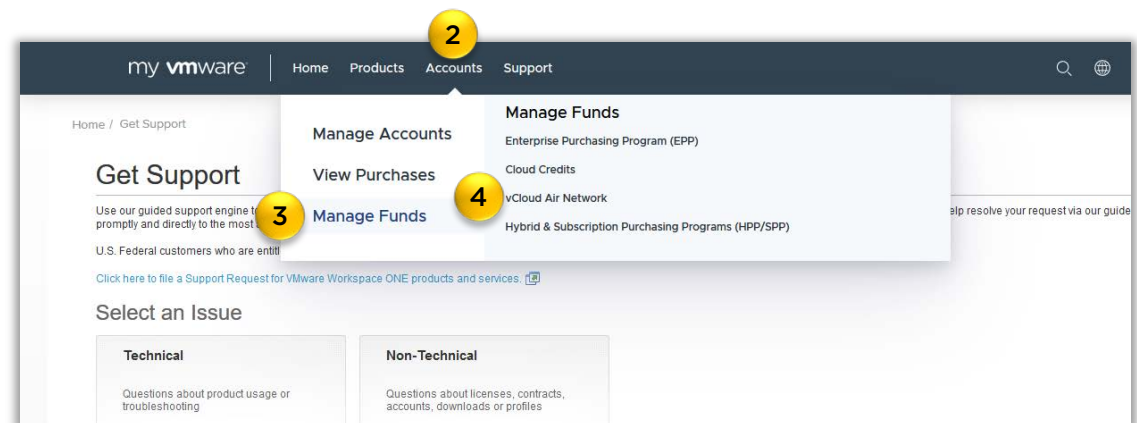 2
my vmware Home Products Accounts Support
Home / Get Support
Manage Accounts
View Purchases
3 Manage Funds
Manage Funds
Enterprise Purchasing Program (EPP)
Cloud Credits
4 vCloud Air Network
Hybrid & Subscription Purchasing Programs (HPP/SPP)
Get Support
Use our guided support engine
elp resolve your request via our guide
promptly and directly to the most
U.S. Federal customers who are entitl
Click here to file a Support Request for VMware Workspace ONE products and services.
Select an Issue
Technical
Questions about product usage or
troubleshooting
Non-Technical
Questions about licenses, contracts,
accounts, downloads or profiles